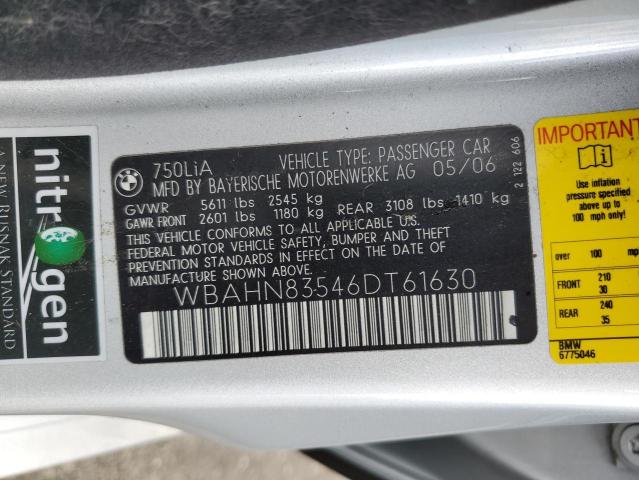 A NEW BUSINAK STANDARD
nitrogen
BMW
750LiA VEHICLE TYPE: PASSENGER CAR
MFD BY BAYERISCHE MOTORENWERKE AG 05/06
GVWR 5611 lbs 2545 kg
GAWR FRONT 2601 lbs 1180 kg REAR 3108 lbs 1410 kg
THIS VEHICLE CONFORMS TO ALL APPLICABLE U.S.
FEDERAL MOTOR VEHICLE SAFETY, BUMPER AND THEFT
PREVENTION STANDARDS IN EFFECT ON THE DATE OF
MANUFACTURE SHOWN ABOVE.
WBAHN83546DT61630
2 122 606
IMPORTANT
Use inflation
pressure specified
above up to
100 mph only!
over 100 mp
FRONT 210
30
REAR 240
35
BMW
6775046